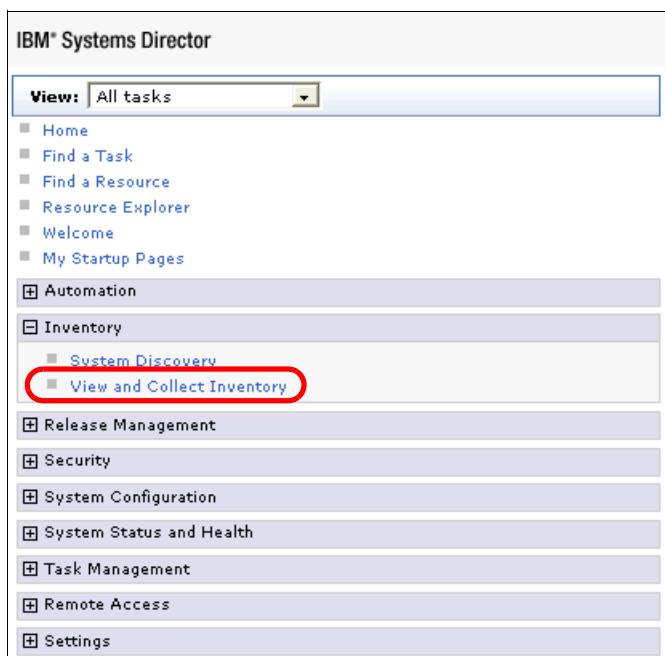 IBM® Systems Director
View: All tasks
Home
Find a Task
Find a Resource
Resource Explorer
Welcome
My Startup Pages
Automation
Inventory
System Discovery
View and Collect Inventory
Release Management
Security
System Configuration
System Status and Health
Task Management
Remote Access
Settings